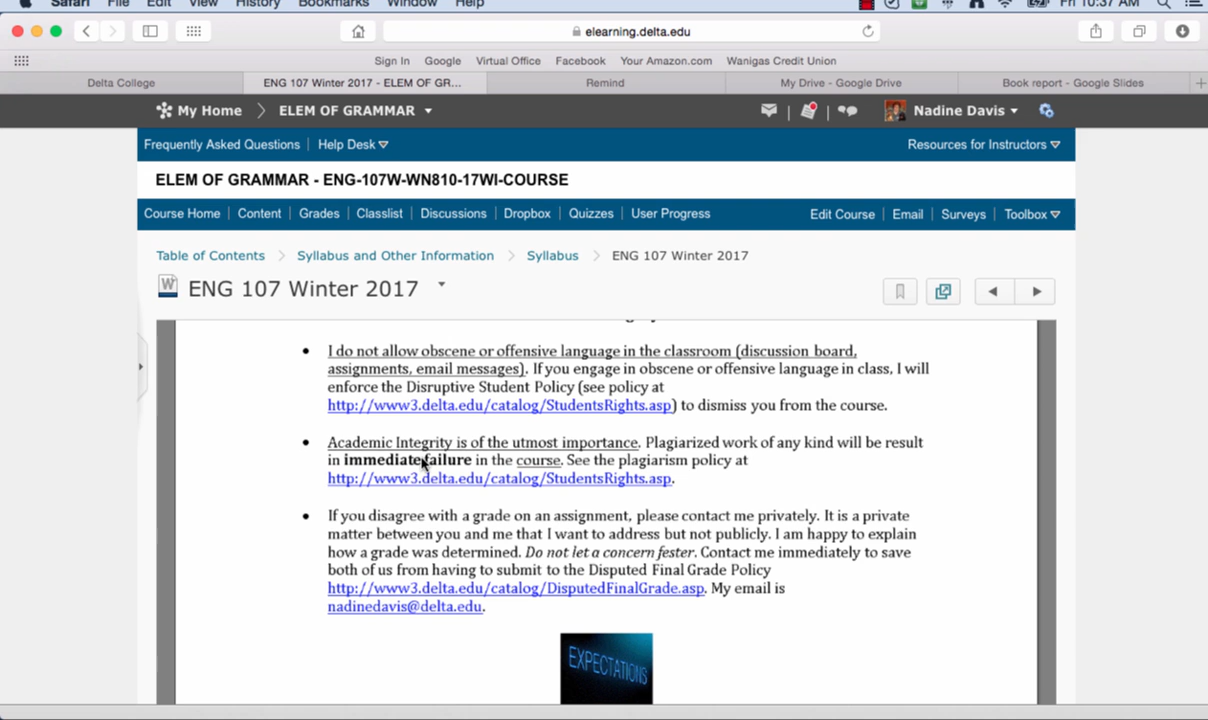 Safari File Edit View History Bookmarks Window Help Fri 10:37 AM
elearning.delta.edu
Sign In Google Virtual Office Facebook Your Amazon.com Wanigas Credit Union
Delta College ENG 107 Winter 2017 - ELEM OF GR... Remind My Drive - Google Drive Book report - Google Slides
My Home ELEM OF GRAMMAR Nadine Davis
Frequently Asked Questions Help Desk Resources for Instructors
ELEM OF GRAMMAR - ENG-107W-WN810-17WI-COURSE
Course Home Content Grades Classlist Discussions Dropbox Quizzes User Progress Edit Course Email Surveys Toolbox
Table of Contents Syllabus and Other Information Syllabus ENG 107 Winter 2017
W ENG 107 Winter 2017
I do not allow obscene or offensive language in the classroom (discussion board,
assignments, email messages). If you engage in obscene or offensive language in class, I will
enforce the Disruptive Student Policy (see policy at
http://www3.delta.edu/catalog/StudentsRights.asp) to dismiss you from the course.
Academic Integrity is of the utmost importance. Plagiarized work of any kind will be result
in immediate failure in the course. See the plagiarism policy at
http://www3.delta.edu/catalog/StudentsRights.asp.
If you disagree with a grade on an assignment, please contact me privately. It is a private
matter between you and me that I want to address but not publicly. I am happy to explain
how a grade was determined. Do not let a concern fester. Contact me immediately to save
both of us from having to submit to the Disputed Final Grade Policy
http://www3.delta.edu/catalog/DisputedFinalGrade.asp. My email is
nadinedavis@delta.edu.
EXPECTATIONS